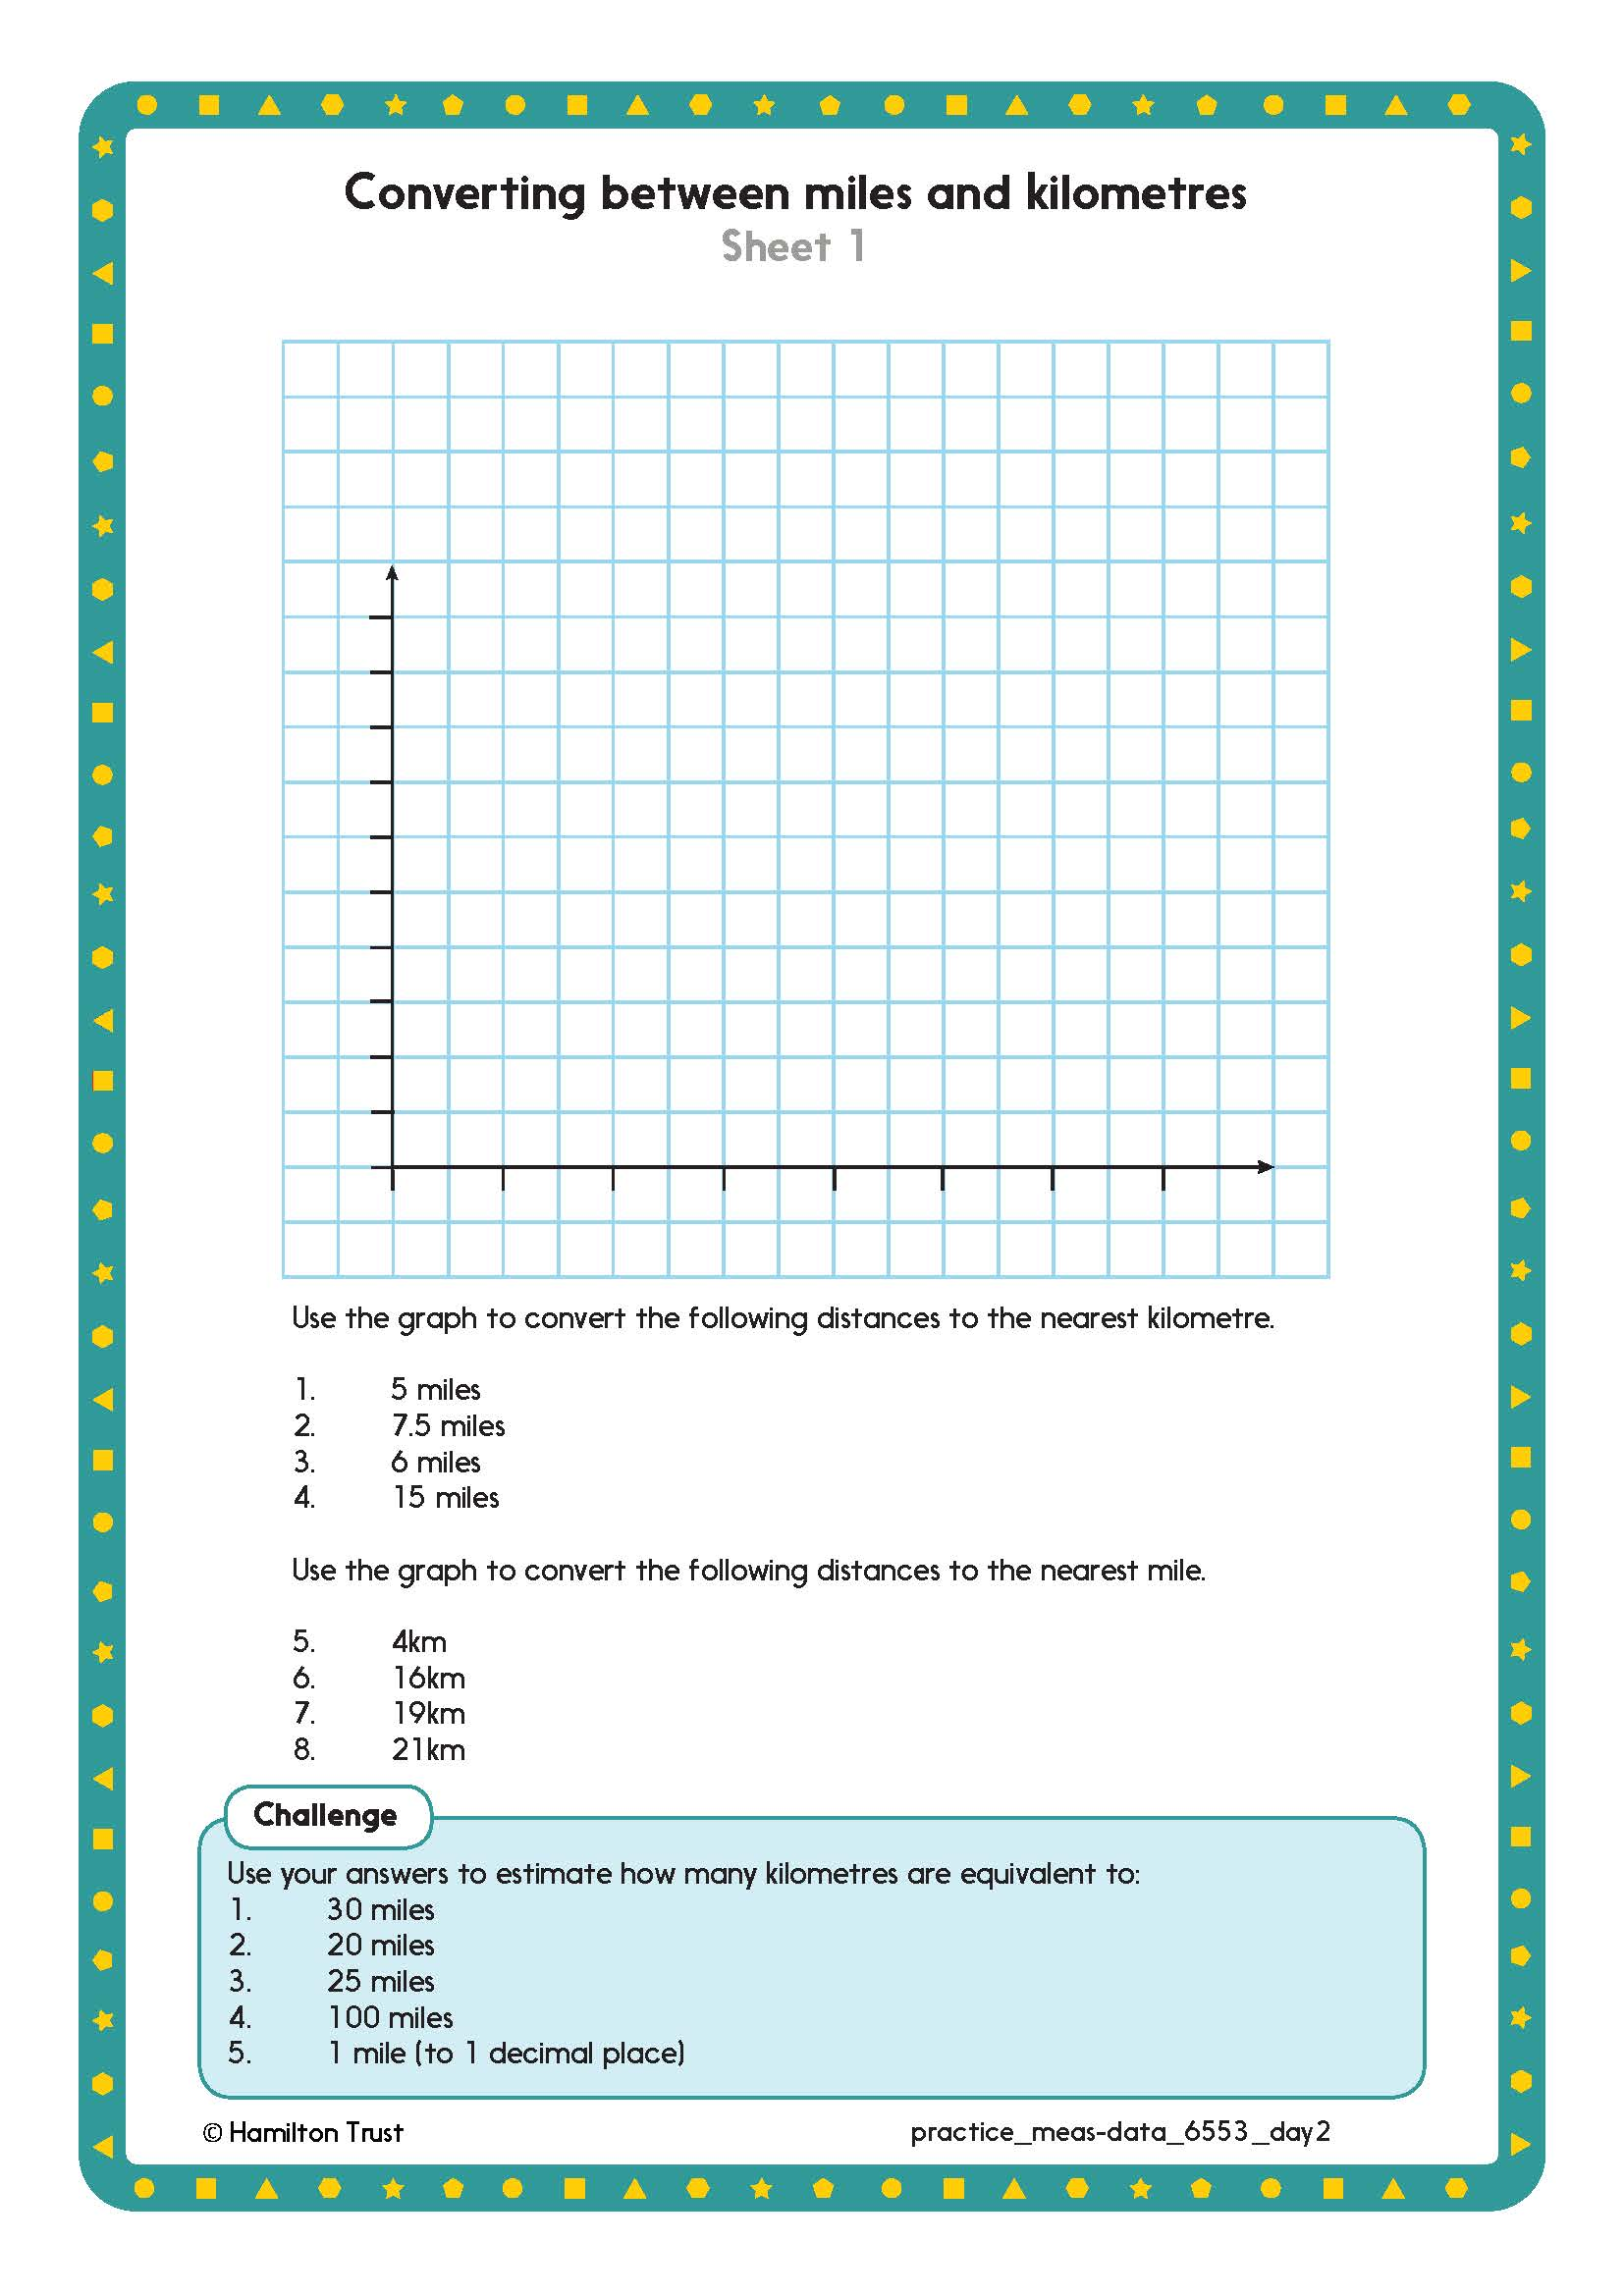 Converting between miles and kilometres
Sheet 1
Use the graph to convert the following distances to the nearest kilometre.
1. 5 miles
2. 7.5 miles
3. 6 miles
4. 15 miles
Use the graph to convert the following distances to the nearest mile.
5. 4km
6. 16km
7. 19km
8. 21km
Challenge
Use your answers to estimate how many kilometres are equivalent to:
1. 30 miles
2. 20 miles
3. 25 miles
4. 100 miles
5. 1 mile (to 1 decimal place)
© Hamilton Trust practice_meas-data_6553_day2